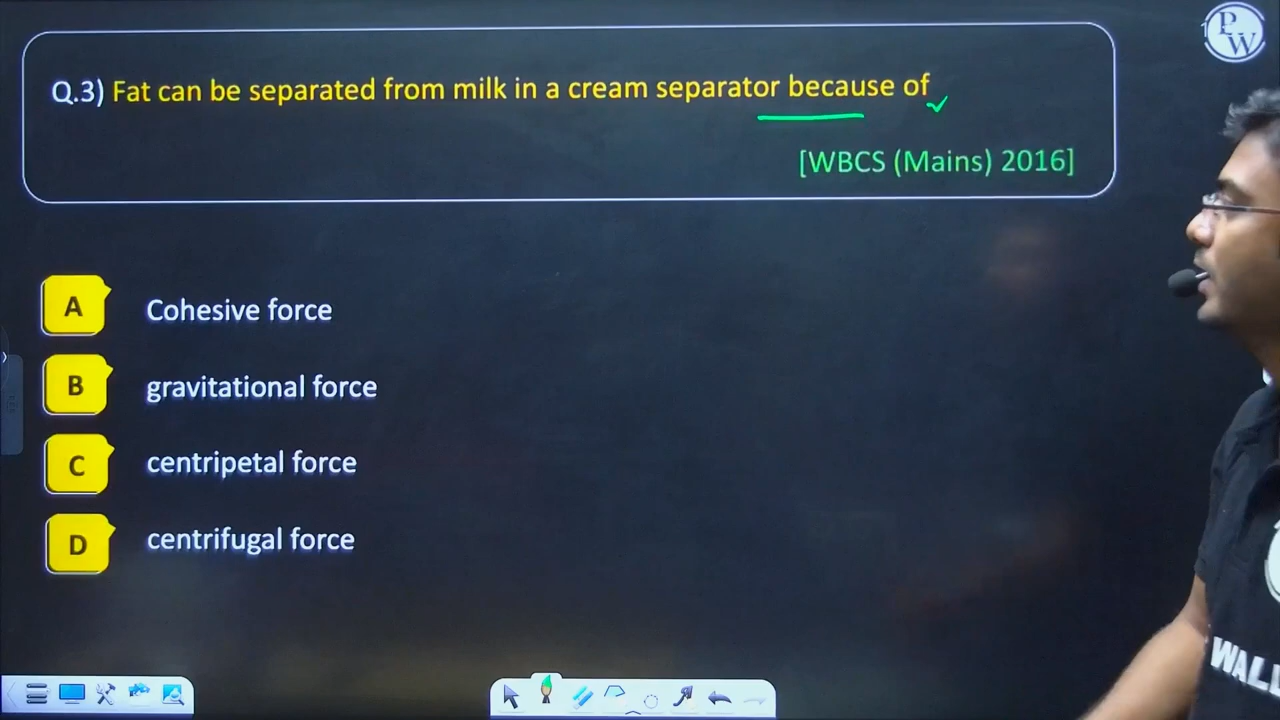 PW
Q.3) Fat can be separated from milk in a cream separator because of
[WBCS (Mains) 2016]
A Cohesive force
B gravitational force
C centripetal force
D centrifugal force